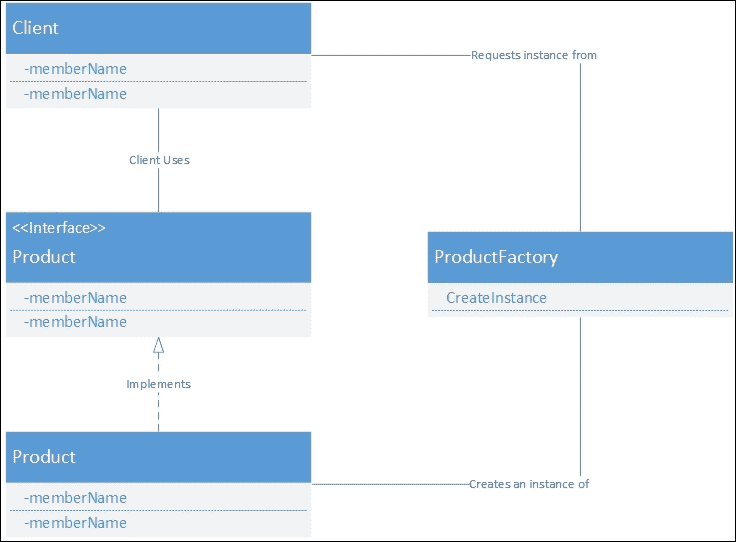 Client
-memberName
-memberName
Requests instance from
Client Uses
<<Interface>>
Product
-memberName
-memberName
ProductFactory
CreateInstance
Implements
Product
-memberName
-memberName
Creates an instance of